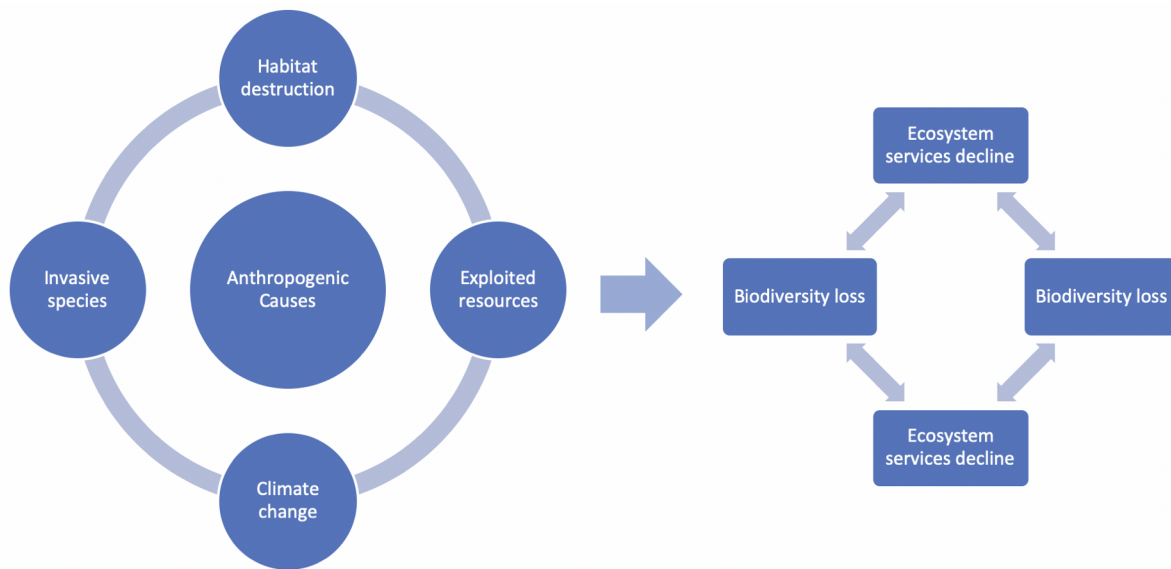 Habitat
destruction
Invasive
species
Anthropogenic
Causes
Exploited
resources
Climate
change
Ecosystem
services decline
Biodiversity loss
Biodiversity loss
Ecosystem
services decline